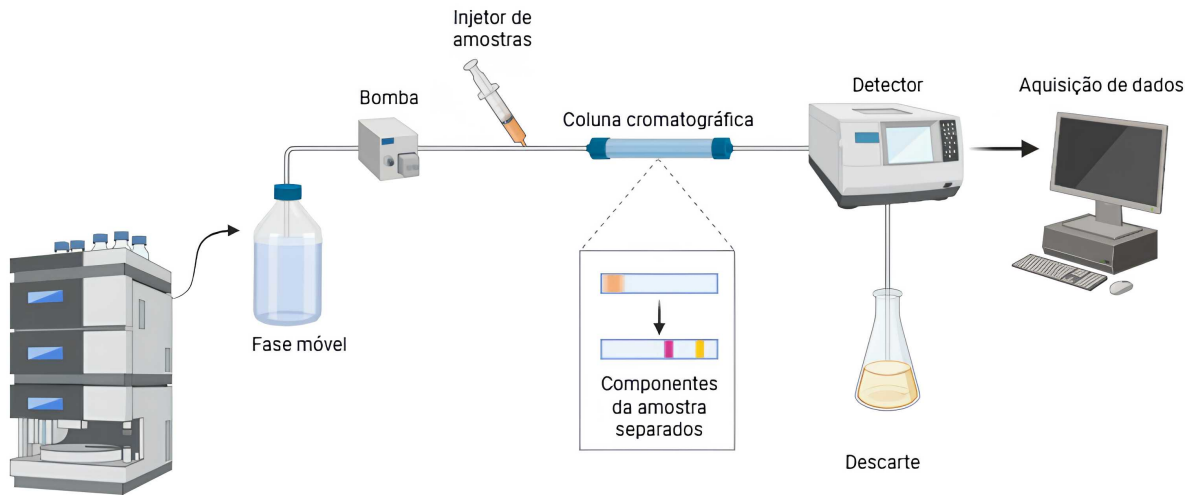 Injetor de
amostras
Bomba
Coluna cromatográfica
Detector
Aquisição de dados
Fase móvel
Componentes
da amostra
separados
Descarte